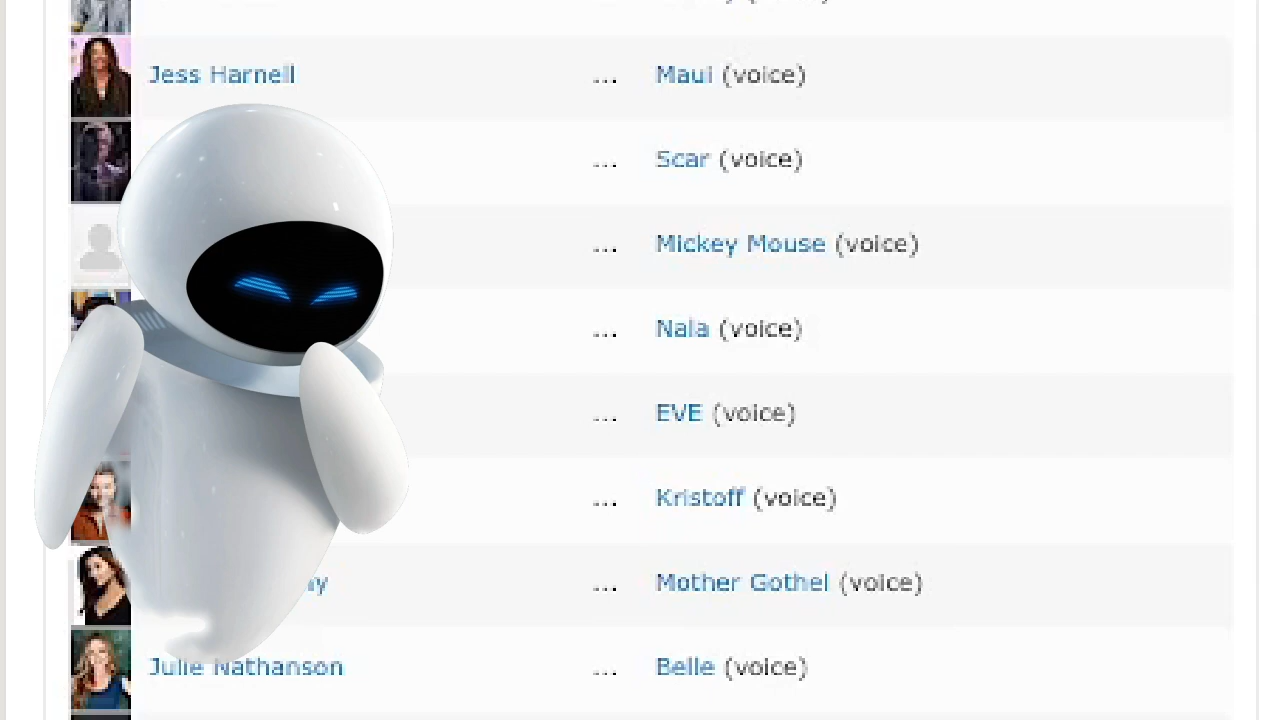 Jess Harnell ... Maui (voice)
... Scar (voice)
... Mickey Mouse (voice)
... Nala (voice)
... EVE (voice)
... Kristoff (voice)
... Mother Gothel (voice)
Julie Nathanson ... Belle (voice)